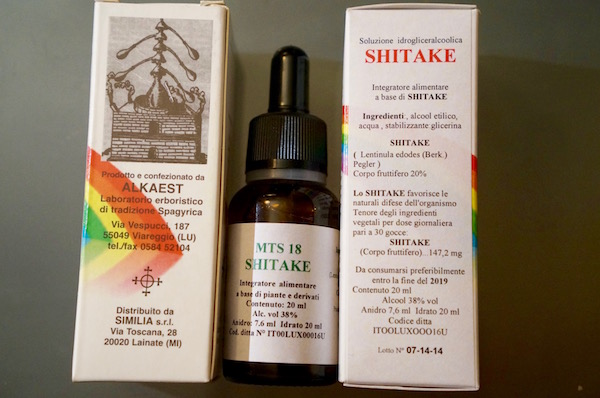 Prodotto e confezionato da
ALKAEST
Laboratorio erboristico
di tradizione Spagyrica
Via Vespucci, 187
55049 Viareggio (LU)
tel./fax 0584 52104
Distribuito da
SIMILIA s.r.l.
Via Toscana, 28
20020 Lainate (MI)
MTS 18
SHITAKE
Integratore alimentare
a base di piante e derivati
Contenuto: 20 ml
Alc. vol 38%
Anidro: 7,6 ml Idrato 20 ml
Cod. ditta N° IT00LUX00016U
Soluzione idrogliceralcoolica
SHITAKE
Integratore alimentare
a base di SHITAKE
Ingredienti , alcool etilico,
acqua , stabilizzante glicerina
SHITAKE
( Lentinula edodes (Berk.)
Pegler )
Corpo fruttifero 20%
Lo SHITAKE favorisce le
naturali difese dell'organismo
Tenore degli ingredienti
vegetali per dose giornaliera
pari a 30 gocce:
SHITAKE
(Corpo fruttifero)...147,2 mg
Da consumarsi preferibilmente
entro la fine del 2019
Contenuto 20 ml
Alcool 38% vol
Anidro 7,6 ml Idrato 20 ml
Codice ditta
IT00LUXOOO16U
Lotto N° 07-14-14